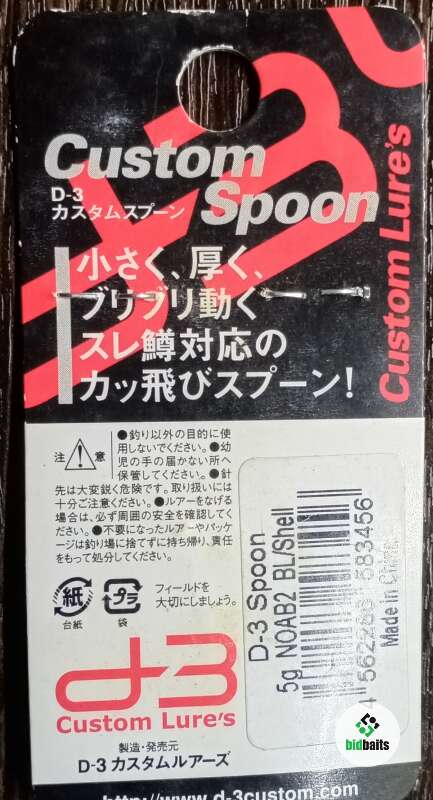 Custom
Spoon
D-3
カスタムスプーン
Custom Lure's
小さく、厚く、
ブリブリ動く
スレ鱒対応の
カッ飛びスプーン!
注意
●釣り以外の目的に使
用しないでください。●幼
児の手の届かない所へ
保管してください。●針
先は大変鋭く危険です。取り扱いには
十分ご注意ください。●ルアーをなげる
場合は、必ず周囲の安全を確認してく
ださい。●不要になったルアーやパッケ
ージは釣り場に捨てずに持ち帰り、責任
をもって処分してください。
紙
台紙
プラ
袋
フィールドを
大切にしましょう。
d-3
Custom Lure's
製造・発売元
D-3 カスタムルアーズ
http://www.d-3custom.com
D-3 Spoon
5g NOAB2 BL/Shell
583456
Made in China
bidbaits